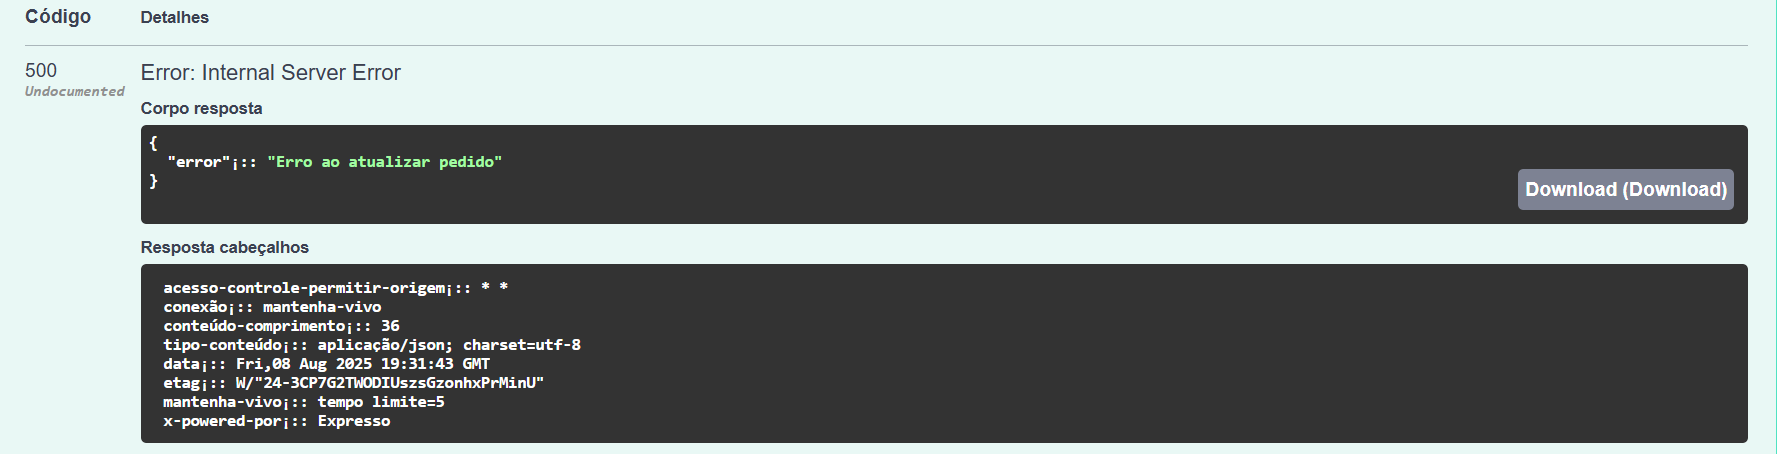 Código Detalhes
500 Error: Internal Server Error
Undocumented
Corpo resposta
{
"error"¡:: "Erro ao atualizar pedido"
}
Download (Download)
Resposta cabeçalhos
acesso-controle-permitir-origem¡:: * *
conexão¡:: mantenha-vivo
conteúdo-comprimento¡:: 36
tipo-conteúdo¡:: aplicação/json; charset=utf-8
data¡:: Fri,08 Aug 2025 19:31:43 GMT
etag¡:: W/"24-3CP7G2TWODIUszsGzonhxPrMinU"
mantenha-vivo¡:: tempo limite=5
x-powered-por¡:: Expresso